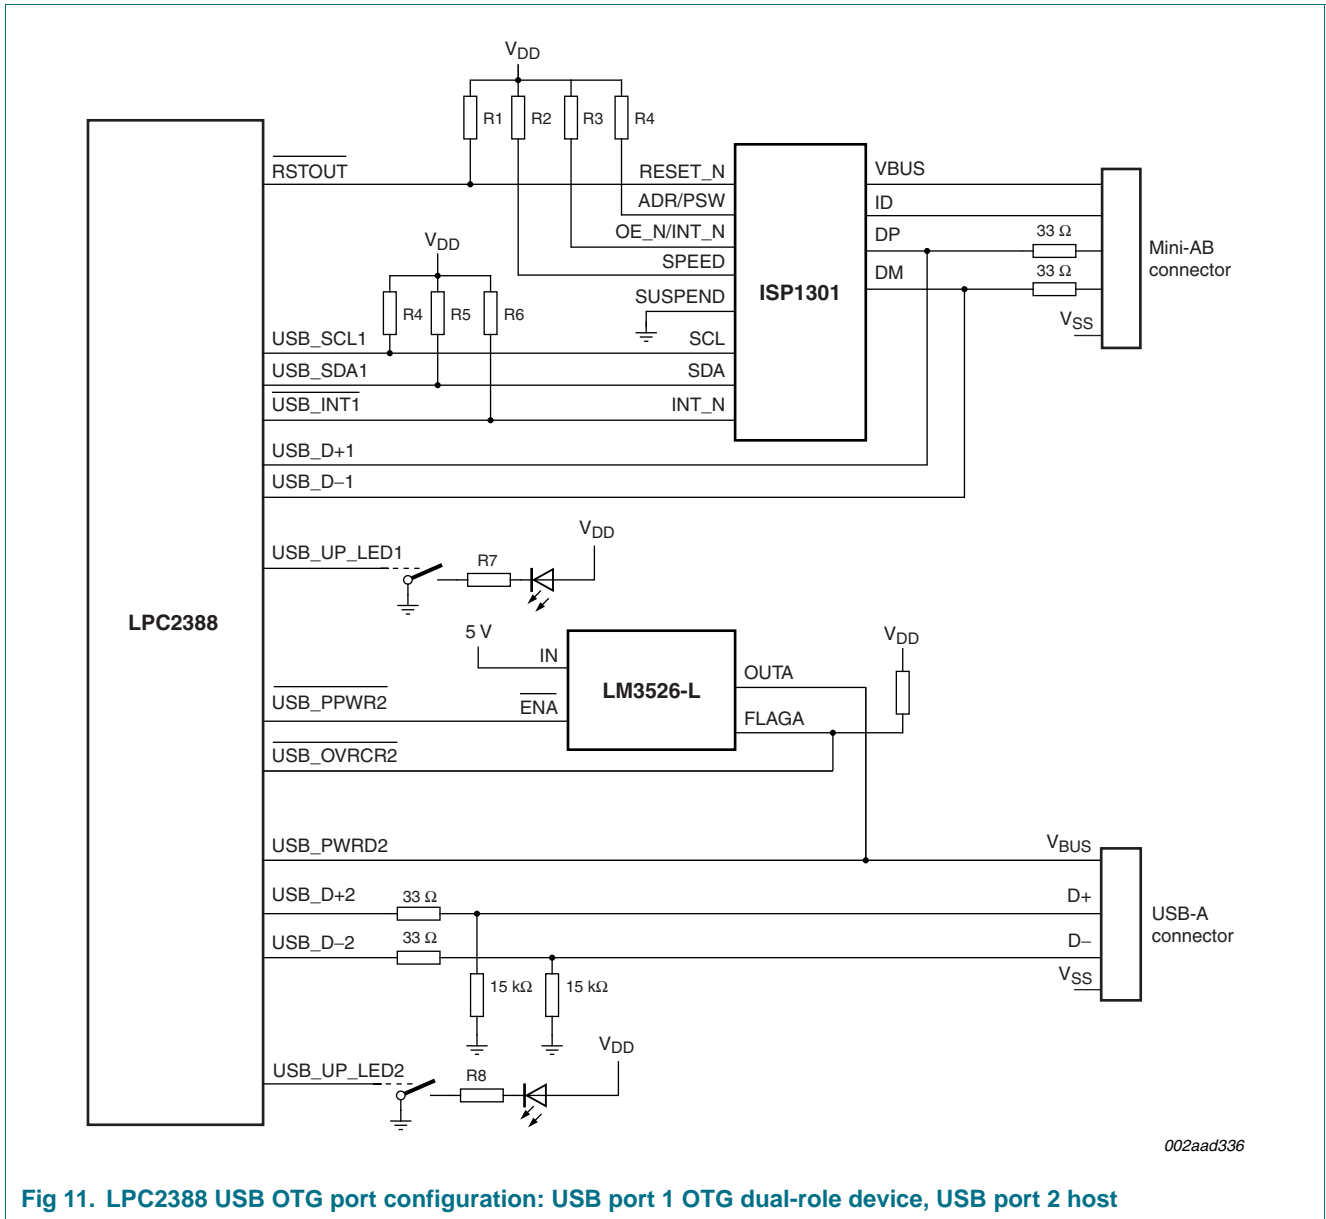 VDD
R1 R2 R3 R4
RSTOUT
RESET_N
VBUS
ADR/PSW
ID
OE_N/INT_N
DP
33 Ω
Mini-AB
connector
VDD
SPEED
DM
33 Ω
ISP1301
SUSPEND
R4 R5 R6
VSS
USB_SCL1
SCL
USB_SDA1
SDA
USB_INT1
INT_N
USB_D+1
USB_D−1
VDD
USB_UP_LED1
R7
LPC2388
5 V
IN
VDD
LM3526-L
OUTA
USB_PPWR2
ENA
FLAGA
USB_OVRCR2
USB_PWRD2
VBUS
USB_D+2
33 Ω
D+
USB-A
connector
USB_D−2
33 Ω
D−
VSS
15 kΩ 15 kΩ
VDD
USB_UP_LED2
R8
002aad336
Fig 11. LPC2388 USB OTG port configuration: USB port 1 OTG dual-role device, USB port 2 host